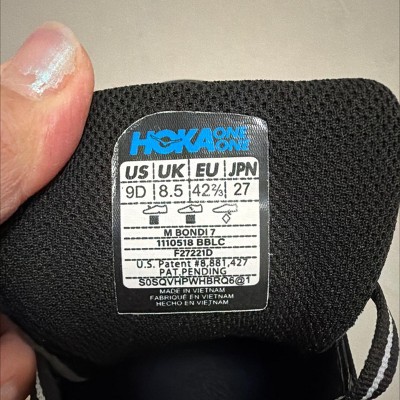 HOKA ONE ONE
US UK EU JPN
9D 8.5 42⅔ 27
M BONDI 7
1110518 BBLC
F27221D
U.S. Patent #8,881,427
PAT.PENDING
S0SQVHPWHBRQ6@1
MADE IN VIETNAM
FABRIQUÉ EN VIETNAM
HECHO EN VIETNAM